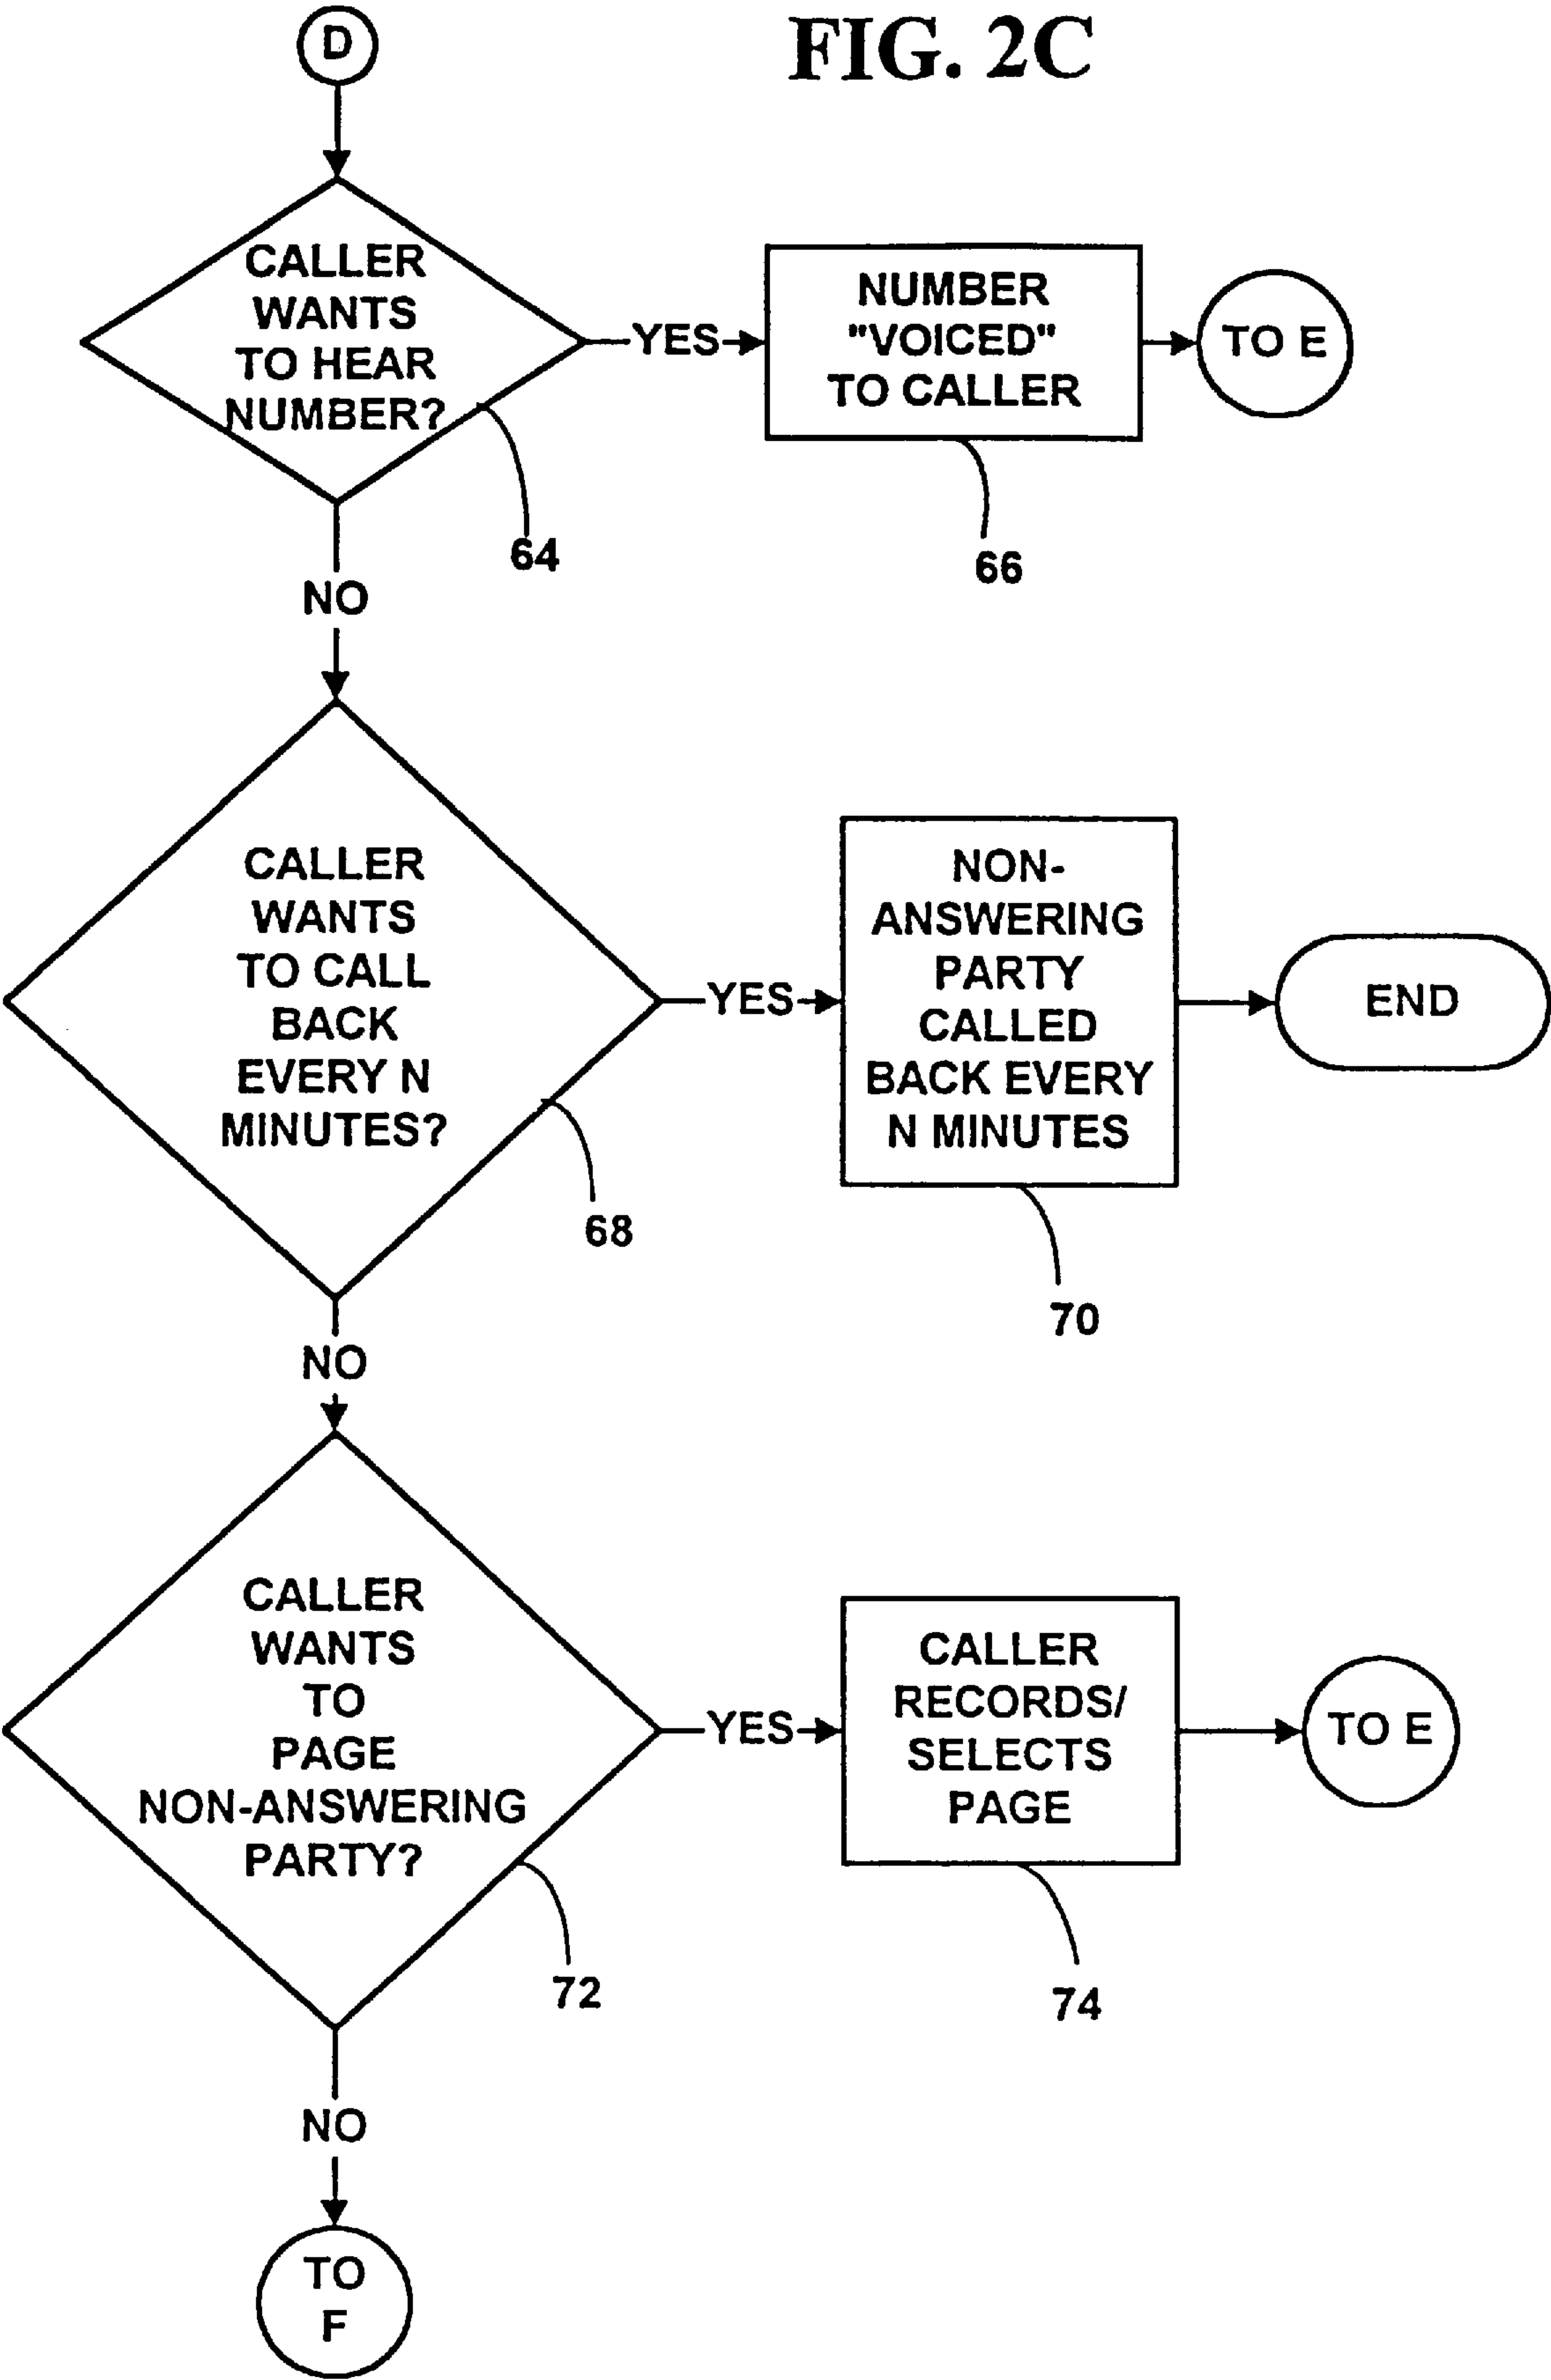 D
FIG. 2C
CALLER
WANTS
TO HEAR
NUMBER?
YES
NUMBER
"VOICED"
TO CALLER
TO E
64
66
NO
CALLER
WANTS
TO CALL
BACK
EVERY N
MINUTES?
YES
NON-
ANSWERING
PARTY
CALLED
BACK EVERY
N MINUTES
END
68
70
NO
CALLER
WANTS
TO
PAGE
NON-ANSWERING
PARTY?
YES
CALLER
RECORDS/
SELECTS
PAGE
TO E
72
74
NO
TO
F